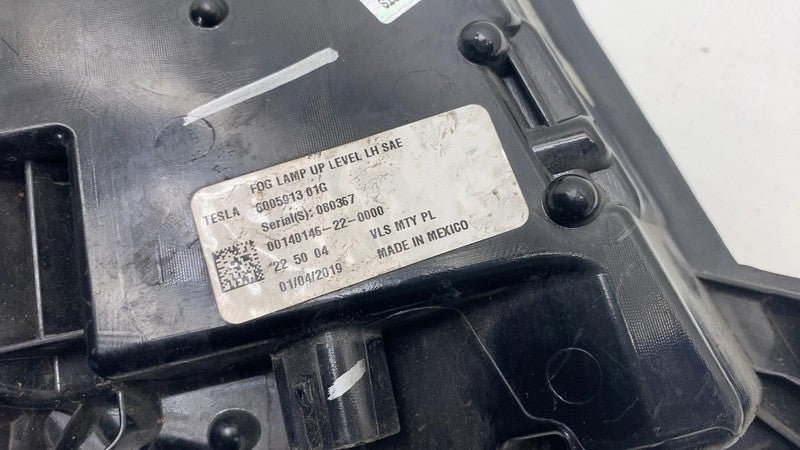 FOG LAMP UP LEVEL LH SAE
TESLA 6005913 01G
Serial(S): 080367
00140146-22-0000
22 50 04 VLS MTY PL
01/04/2019 MADE IN MEXICO